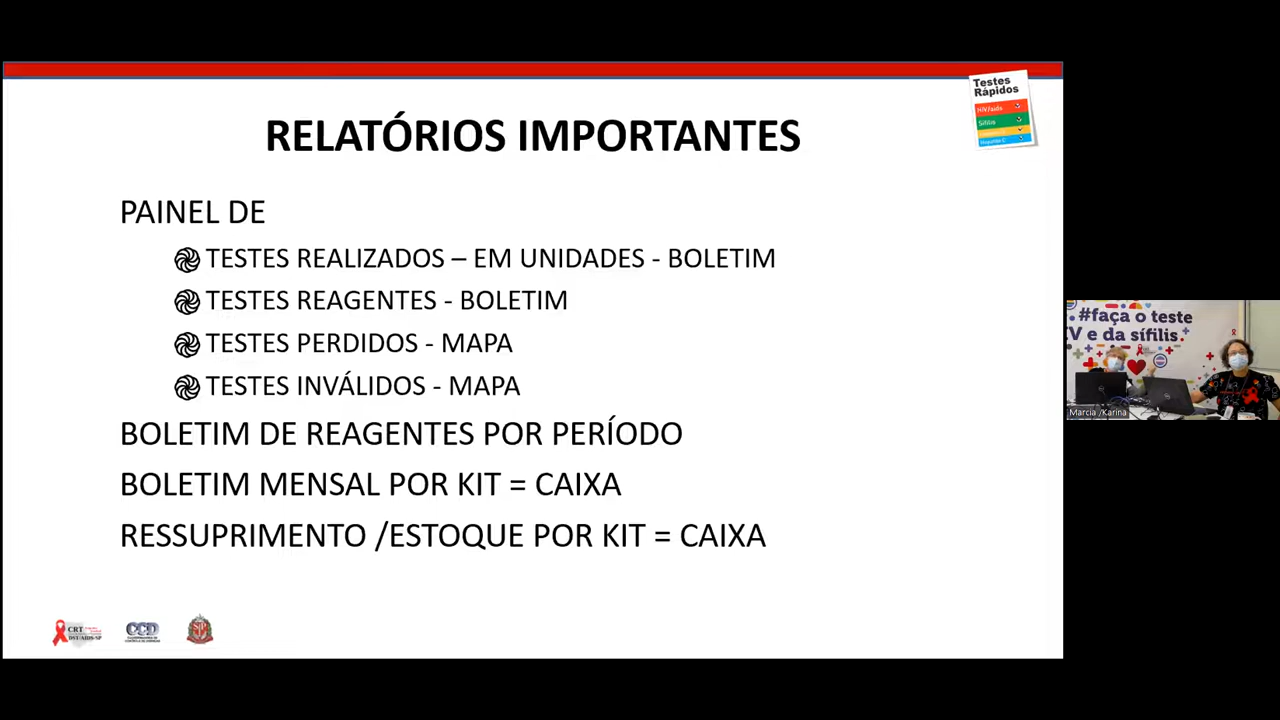 Testes
Rápidos
HIV/aids
Sífilis
Hepatite C
RELATÓRIOS IMPORTANTES
PAINEL DE
TESTES REALIZADOS – EM UNIDADES - BOLETIM
TESTES REAGENTES - BOLETIM
TESTES PERDIDOS - MAPA
TESTES INVÁLIDOS - MAPA
BOLETIM DE REAGENTES POR PERÍODO
BOLETIM MENSAL POR KIT = CAIXA
RESSUPRIMENTO /ESTOQUE POR KIT = CAIXA
CRT
DST/AIDS-SP
CCD
#faça o teste
V e da sífilis.
Marcia /Karina